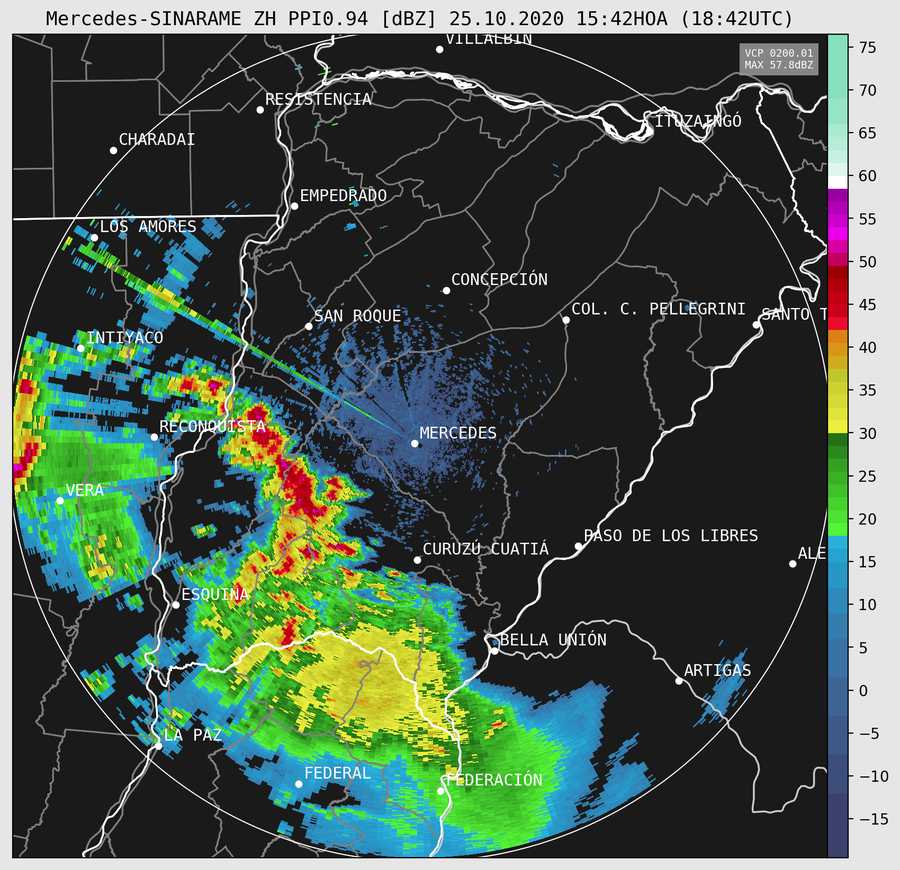 Mercedes-SINARAME ZH PPI0.94 [dBZ] 25.10.2020 15:42HOA (18:42UTC)
VILLALBIN
VCP 0200.01
MAX 57.8dBZ
RESISTENCIA
ITUZAINGÓ
CHARADAI
EMPEDRADO
LOS AMORES
CONCEPCIÓN
SAN ROQUE
COL. C. PELLEGRINI
SANTO T
INTIYACO
RECONQUISTA
MERCEDES
VERA
CURUZU CUATIÁ
PASO DE LOS LIBRES
ALE
ESQUINA
BELLA UNIÓN
ARTIGAS
LA PAZ
FEDERAL
FEDERACIÓN
75
70
65
60
55
50
45
40
35
30
25
20
15
10
5
0
−5
−10
−15